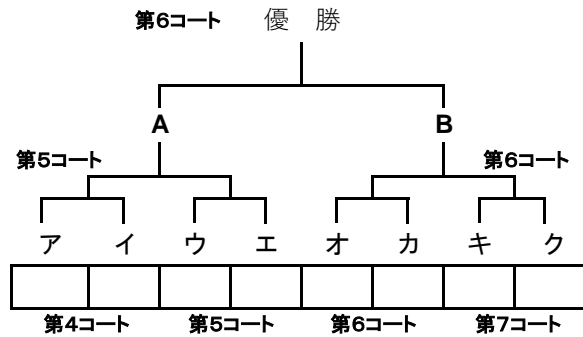 第6コート 優 勝
A B
第5コート 第6コート
ア イ ウ エ オ カ キ ク
第4コート 第5コート 第6コート 第7コート